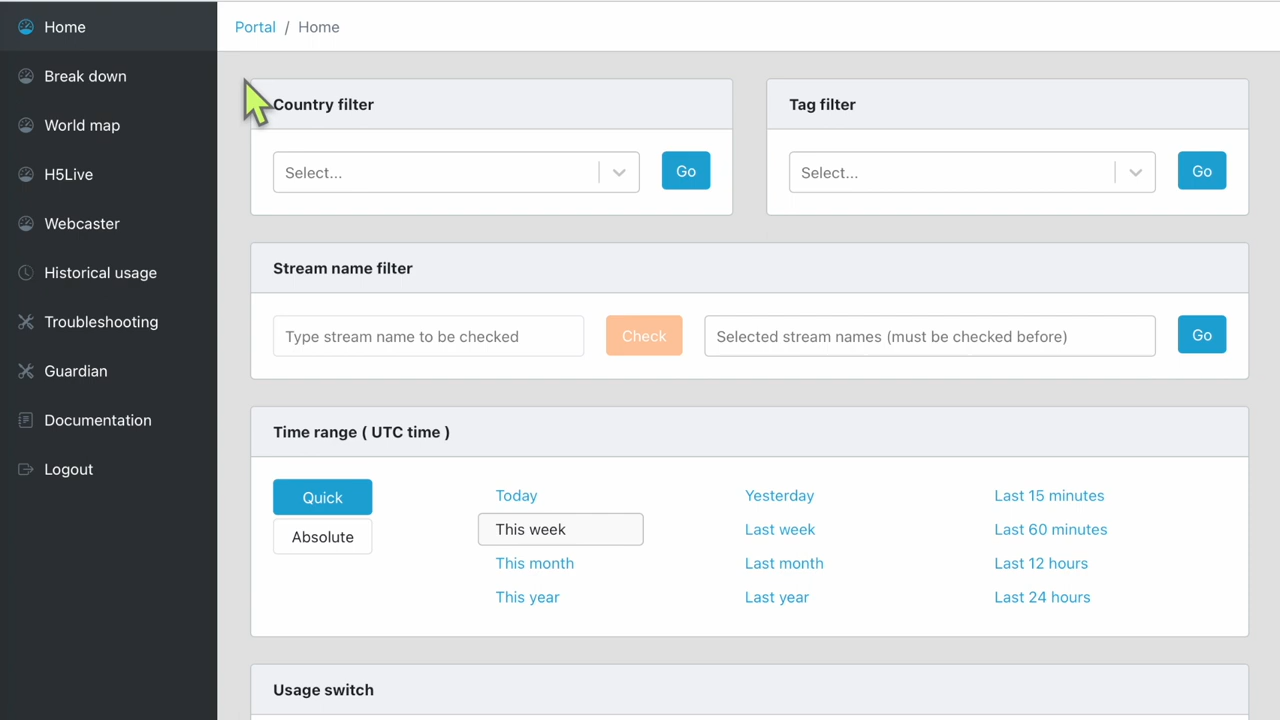 Home
Break down
World map
H5Live
Webcaster
Historical usage
Troubleshooting
Guardian
Documentation
Logout
Portal / Home
Country filter
Select...
Go
Tag filter
Select...
Go
Stream name filter
Type stream name to be checked
Check
Selected stream names (must be checked before)
Go
Time range ( UTC time )
Quick
Absolute
Today
Yesterday
Last 15 minutes
This week
Last week
Last 60 minutes
This month
Last month
Last 12 hours
This year
Last year
Last 24 hours
Usage switch